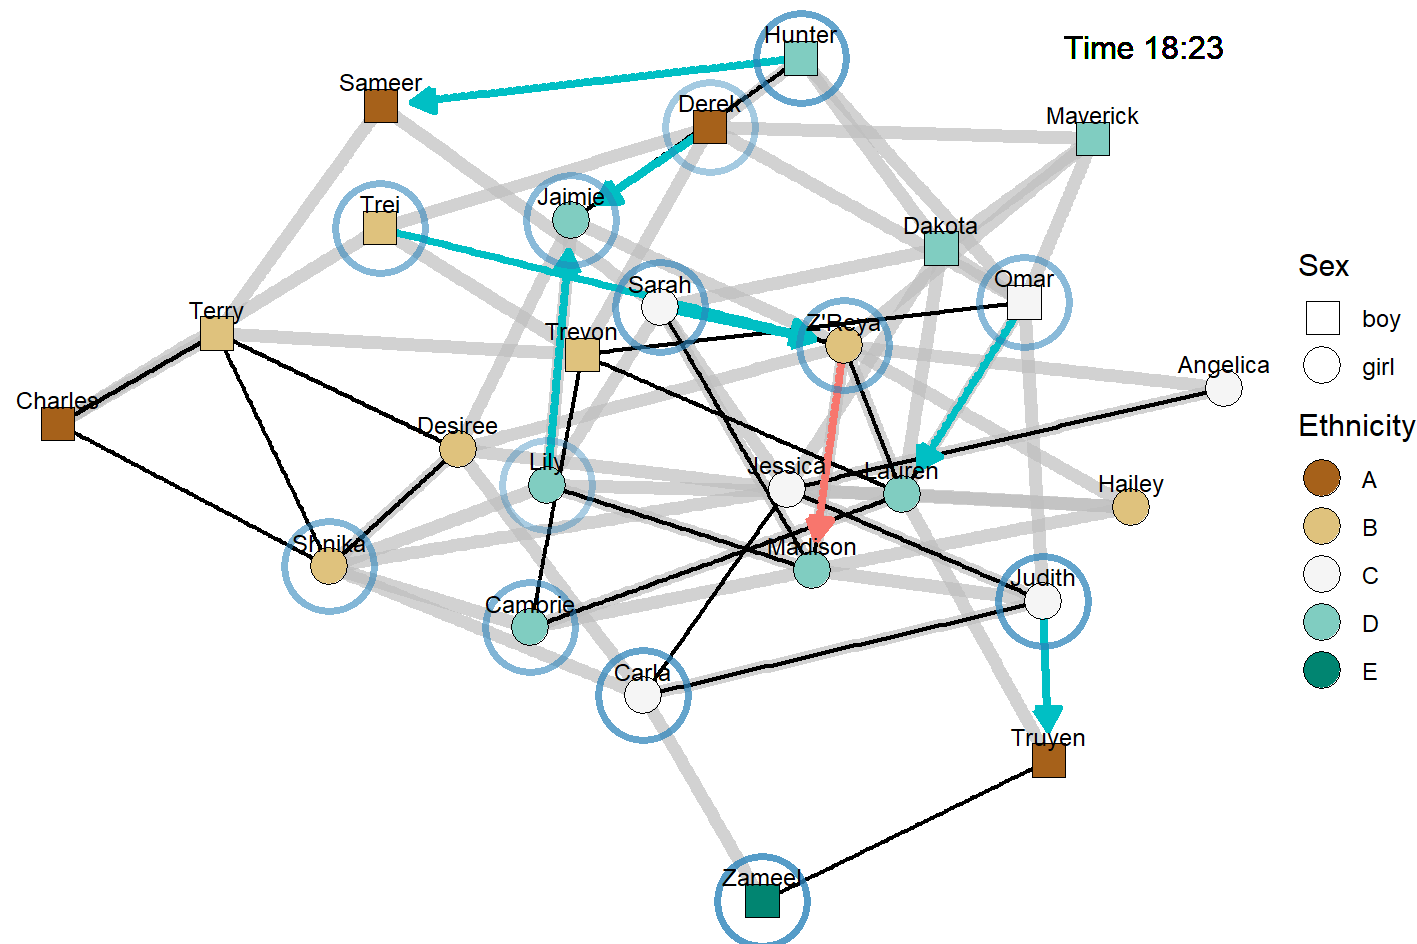 Hunter
Time 18:23
Sameer
Derek
Maverick
Jaimie
Trei
Dakota
Sarah
Omar
Terry
Z'Reya
Trevon
Angelica
Charles
Desiree
Lily
Jessica
Lauren
Hailey
Shnika
Madison
Cambrie
Judith
Carla
Truyen
Zameel
Sex
boy
girl
Ethnicity
A
B
C
D
E